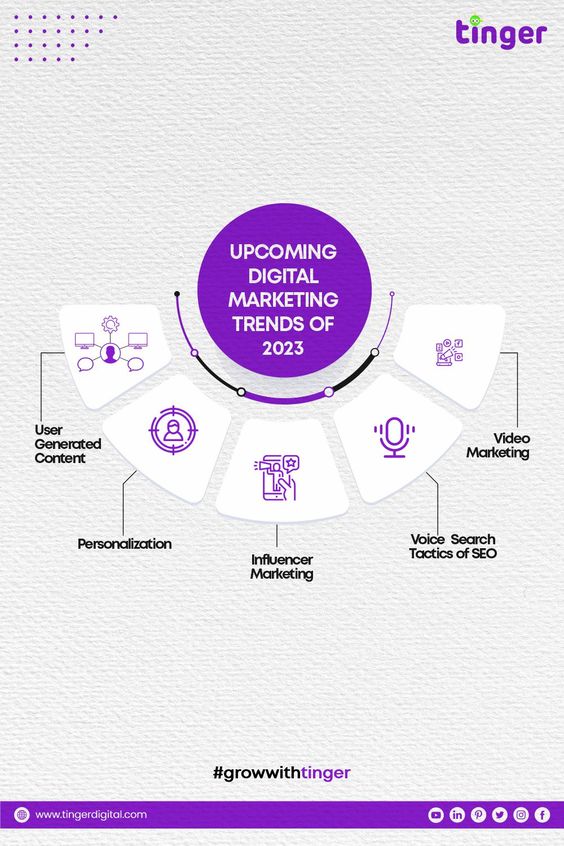 tinger
UPCOMING
DIGITAL
MARKETING
TRENDS OF
2023
User
Generated
Content
Personalization
Influencer
Marketing
Voice Search
Tactics of SEO
Video
Marketing
#growwithtinger
www.tingerdigital.com